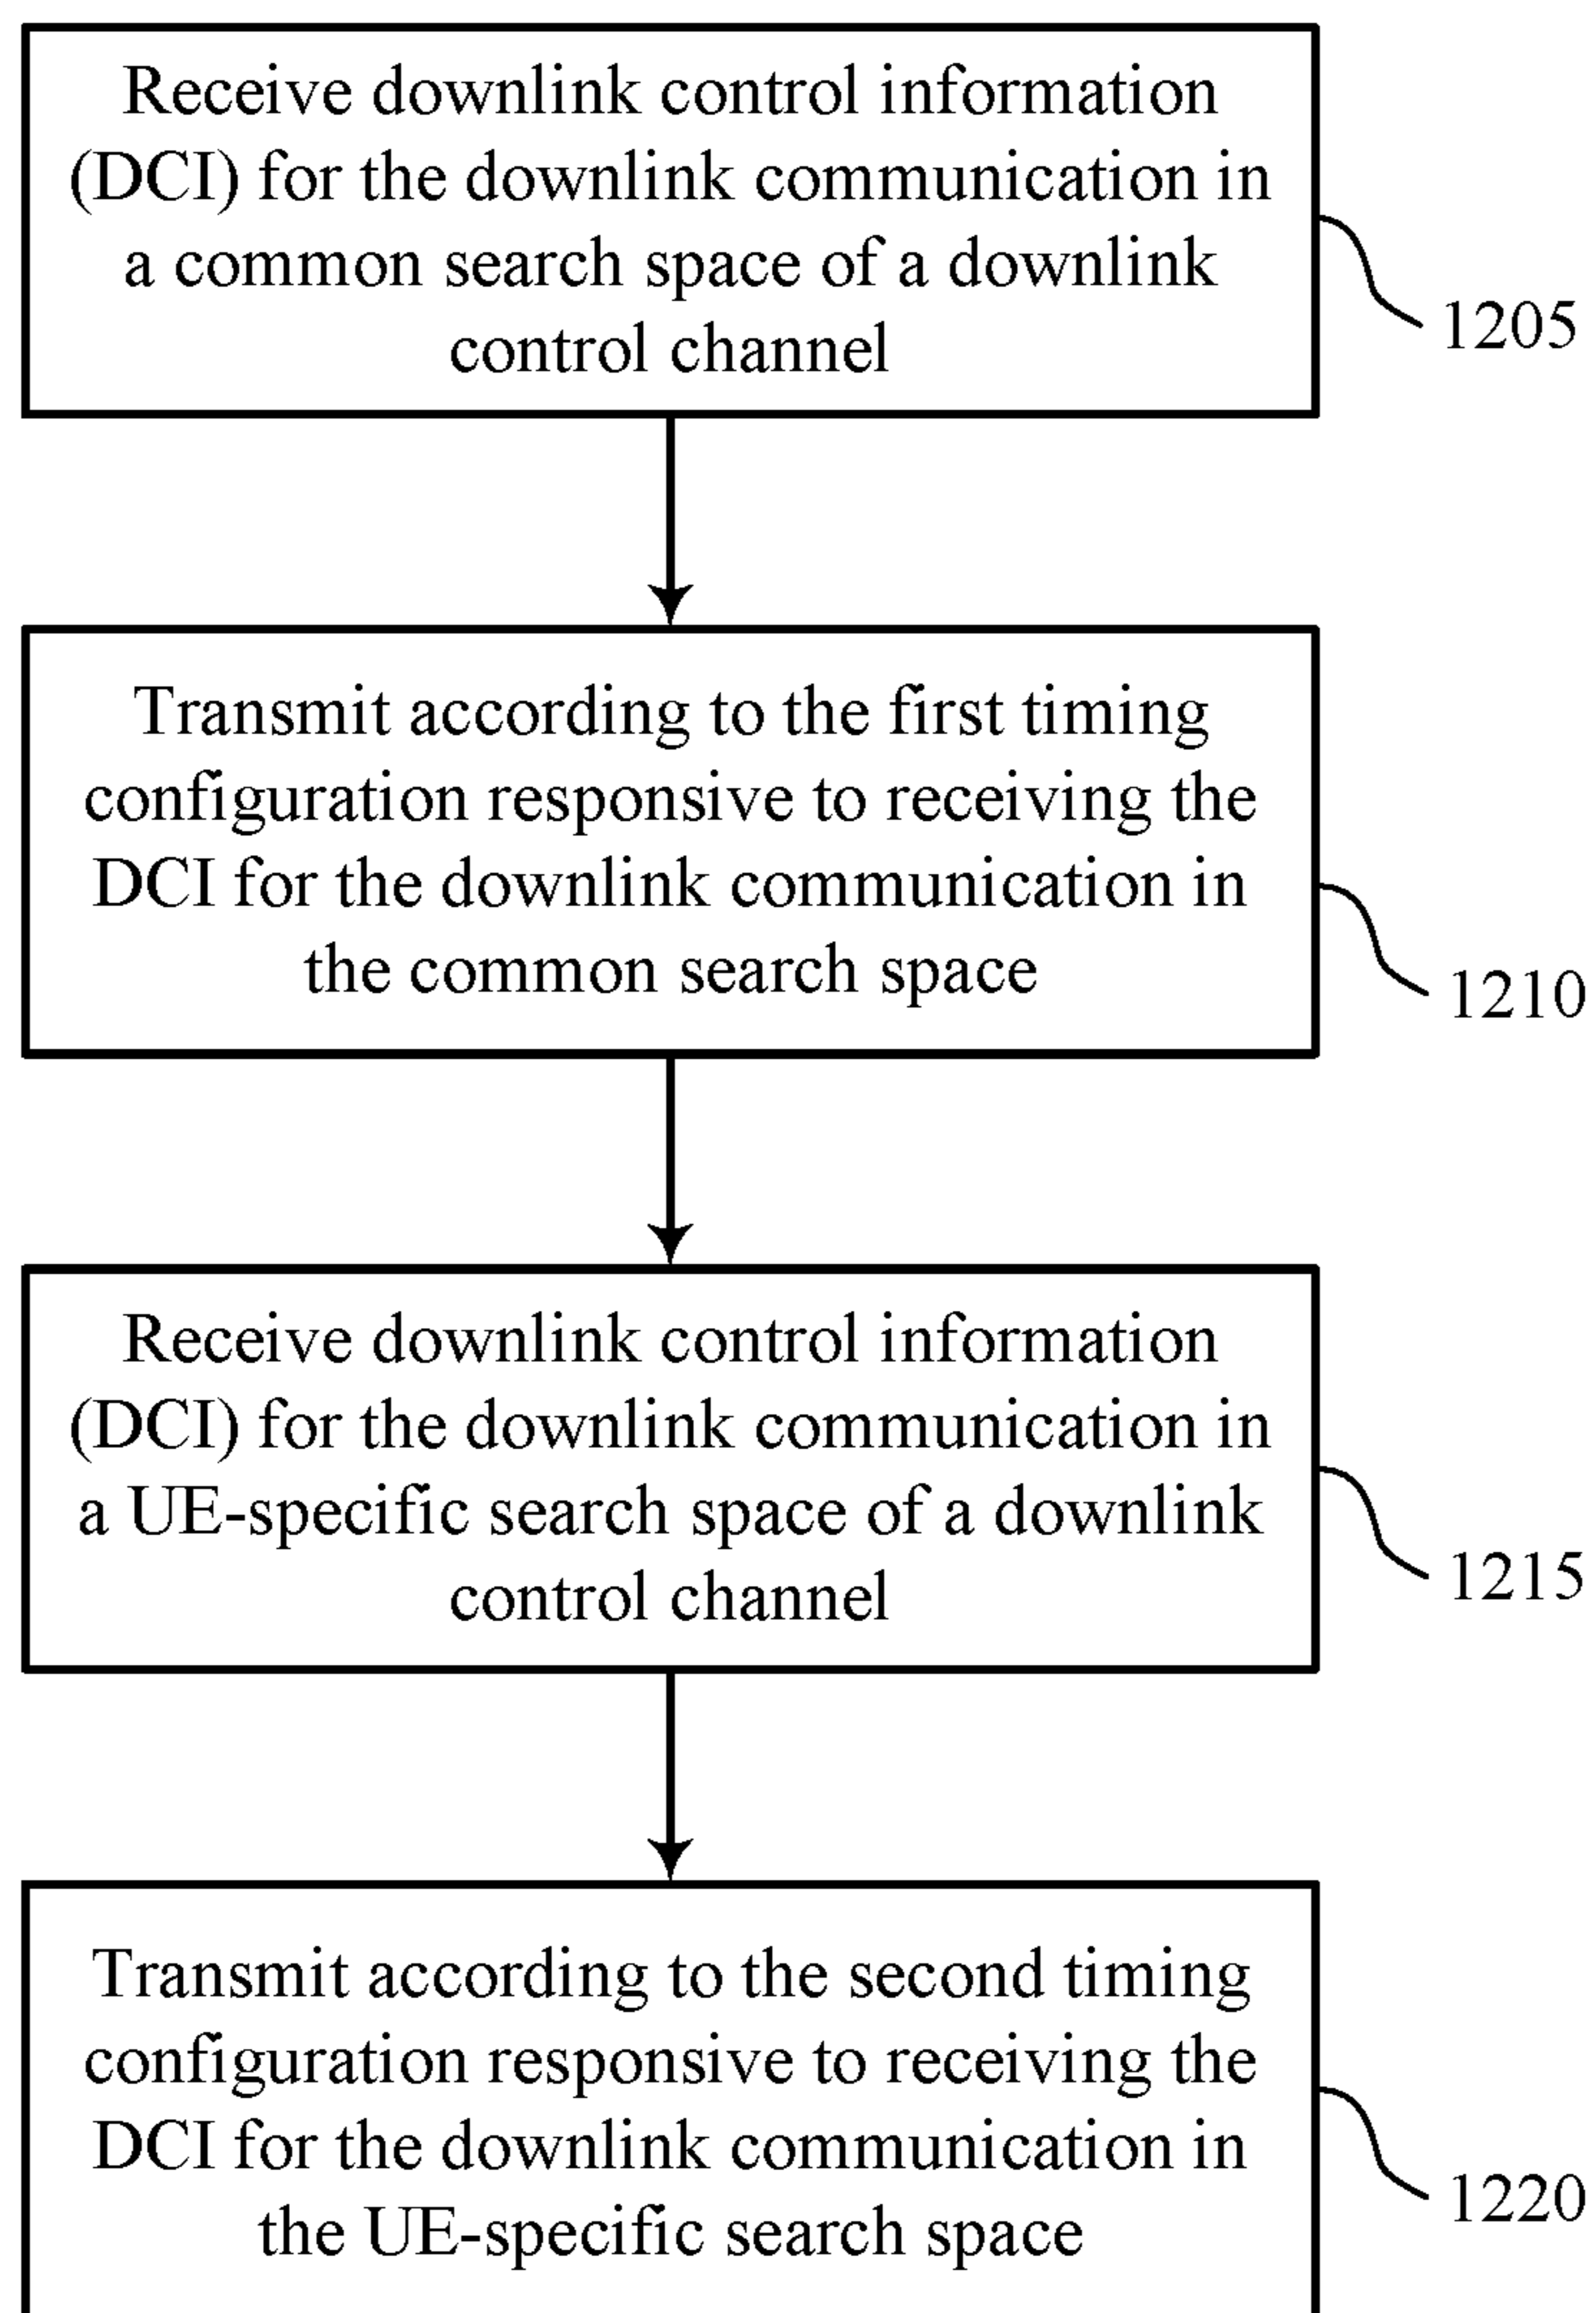 Receive downlink control information
(DCI) for the downlink communication in
a common search space of a downlink
control channel
1205
Transmit according to the first timing
configuration responsive to receiving the
DCI for the downlink communication in
the common search space
1210
Receive downlink control information
(DCI) for the downlink communication in
a UE-specific search space of a downlink
control channel
1215
Transmit according to the second timing
configuration responsive to receiving the
DCI for the downlink communication in
the UE-specific search space
1220